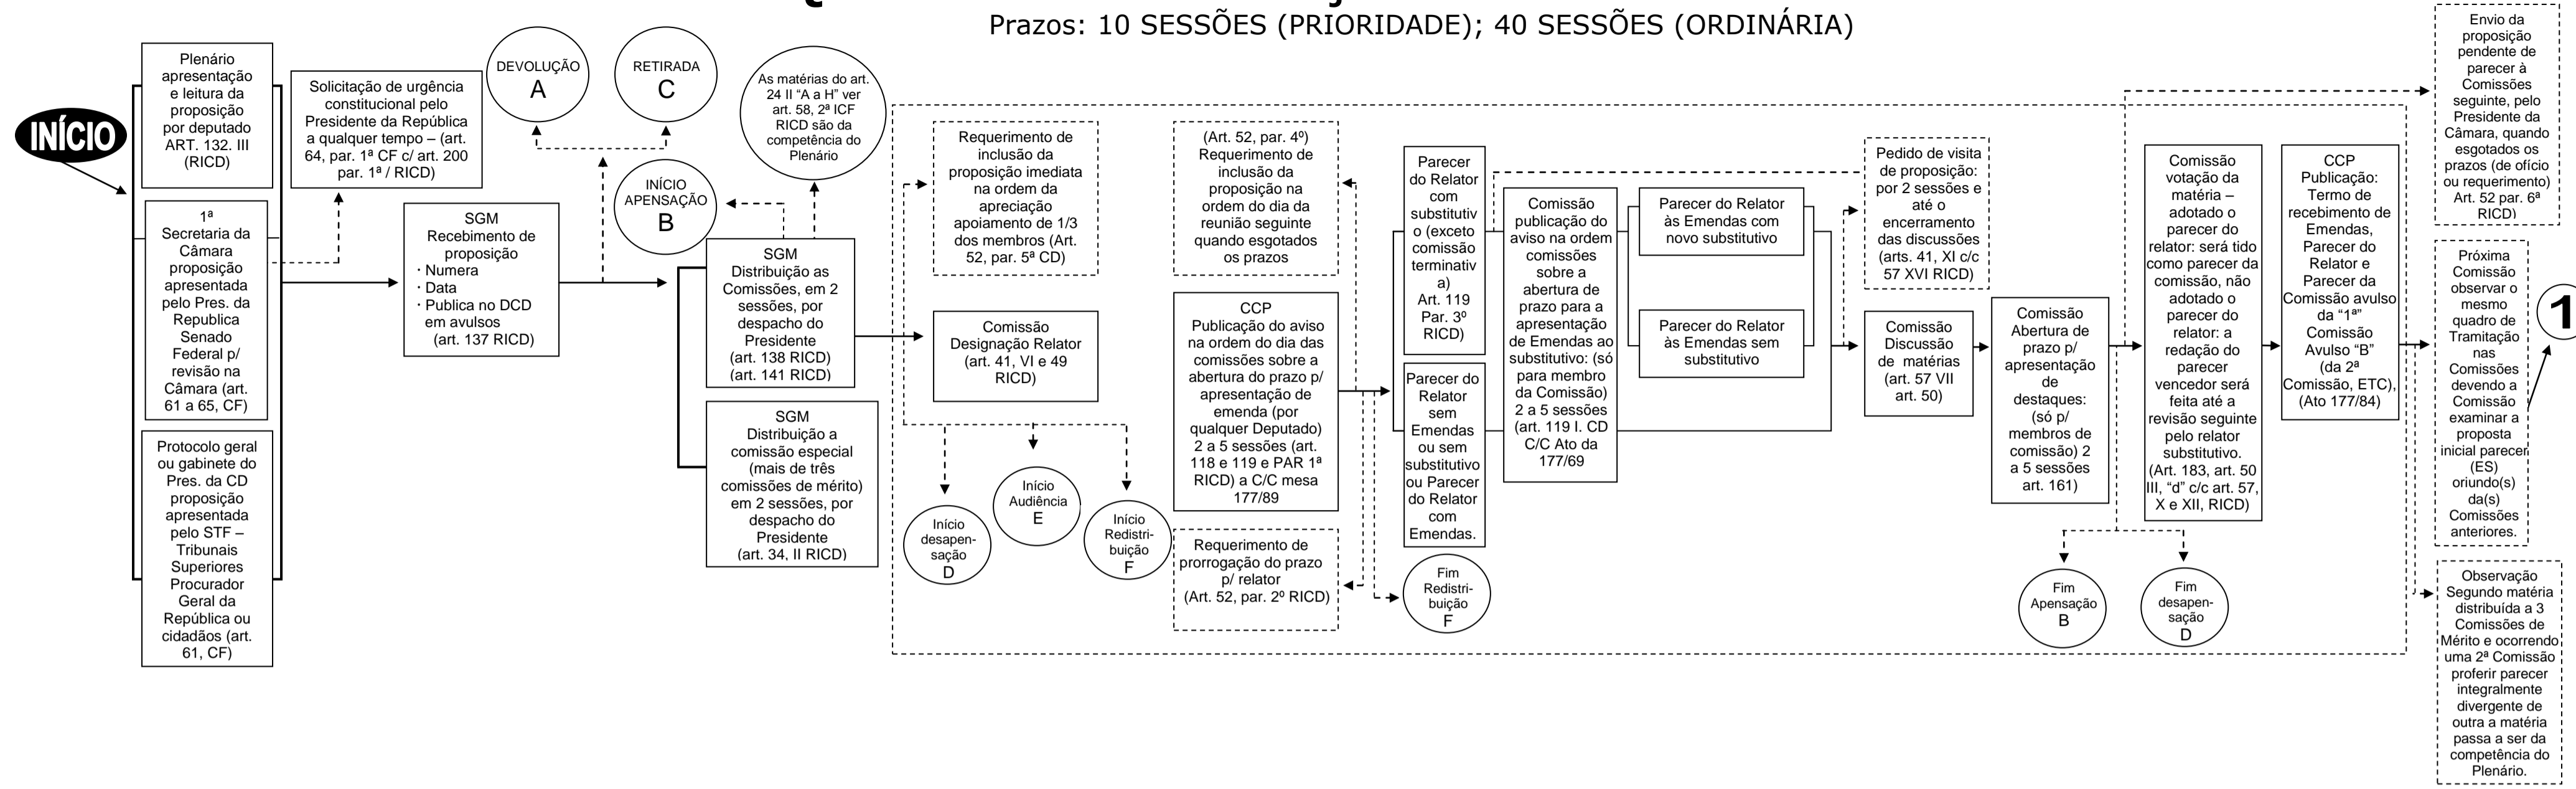 Prazos: 10 SESSÕES (PRIORIDADE); 40 SESSÕES (ORDINÁRIA)
INÍCIO
Plenário
apresentação
e leitura da
proposição
por deputado
ART. 132. III
(RICD)
1ª
Secretaria da
Câmara
proposição
apresentada
pelo Pres. da
Republica
Senado
Federal p/
revisão na
Câmara (art.
61 a 65, CF)
Protocolo geral
ou gabinete do
Pres. da CD
proposição
apresentada
pelo STF –
Tribunais
Superiores
Procurador
Geral da
República ou
cidadãos (art.
61, CF)
Solicitação de urgência
constitucional pelo
Presidente da República
a qualquer tempo – (art.
64, par. 1ª CF c/ art. 200
par. 1ª / RICD)
SGM
Recebimento de
proposição
· Numera
· Data
· Publica no DCD
em avulsos
(art. 137 RICD)
DEVOLUÇÃO
A
RETIRADA
C
INÍCIO
APENSAÇÃO
B
As matérias do art.
24 II “A a H” ver
art. 58, 2ª ICF
RICD são da
competência do
Plenário
SGM
Distribuição as
Comissões, em 2
sessões, por
despacho do
Presidente
(art. 138 RICD)
(art. 141 RICD)
SGM
Distribuição a
comissão especial
(mais de três
comissões de mérito)
em 2 sessões, por
despacho do
Presidente
(art. 34, II RICD)
Requerimento de
inclusão da
proposição imediata
na ordem da
apreciação
apoiamento de 1/3
dos membros (Art.
52, par. 5ª CD)
Comissão
Designação Relator
(art. 41, VI e 49
RICD)
Início
desapen-
sação
D
Início
Audiência
E
Início
Redistri-
buição
F
(Art. 52, par. 4º)
Requerimento de
inclusão da
proposição na
ordem do dia da
reunião seguinte
quando esgotados
os prazos
CCP
Publicação do aviso
na ordem do dia das
comissões sobre a
abertura do prazo p/
apresentação de
emenda (por
qualquer Deputado)
2 a 5 sessões (art.
118 e 119 e PAR 1ª
RICD) a C/C mesa
177/89
Requerimento de
prorrogação do prazo
p/ relator
(Art. 52, par. 2º RICD)
Parecer
do Relator
com
substitutiv
o (exceto
comissão
terminativ
a)
Art. 119
Par. 3º
RICD)
Parecer do
Relator
sem
Emendas
ou sem
substitutivo
ou Parecer
do Relator
com
Emendas.
Fim
Redistri-
buição
F
Comissão
publicação do
aviso na ordem
comissões
sobre a
abertura de
prazo para a
apresentação
de Emendas ao
substitutivo: (só
para membro
da Comissão)
2 a 5 sessões
(art. 119 I. CD
C/C Ato da
177/69
Parecer do Relator
às Emendas com
novo substitutivo
Parecer do Relator
às Emendas sem
substitutivo
Pedido de visita
de proposição:
por 2 sessões e
até o
encerramento
das discussões
(arts. 41, XI c/c
57 XVI RICD)
Comissão
Discussão
de matérias
(art. 57 VII
art. 50)
Comissão
Abertura de
prazo p/
apresentação
de
destaques:
(só p/
membros de
comissão) 2
a 5 sessões
art. 161)
Fim
Apensação
B
Fim
desapen-
sação
D
Comissão
votação da
matéria –
adotado o
parecer do
relator: será tido
como parecer da
comissão, não
adotado o
parecer do
relator: a
redação do
parecer
vencedor será
feita até a
revisão seguinte
pelo relator
substitutivo.
(Art. 183, art. 50
III, “d” c/c art. 57,
X e XII, RICD)
CCP
Publicação:
Termo de
recebimento de
Emendas,
Parecer do
Relator e
Parecer da
Comissão avulso
da “1ª”
Comissão
Avulso “B”
(da 2ª
Comissão, ETC),
(Ato 177/84)
Envio da
proposição
pendente de
parecer à
Comissões
seguinte, pelo
Presidente da
Câmara, quando
esgotados os
prazos (de ofício
ou requerimento)
Art. 52 par. 6ª
RICD)
Próxima
Comissão
observar o
mesmo
quadro de
Tramitação
nas
Comissões
devendo a
Comissão
examinar a
proposta
inicial parecer
(ES)
oriundo(s)
da(s)
Comissões
anteriores.
1
Observação
Segundo matéria
distribuída a 3
Comissões de
Mérito e ocorrendo
uma 2ª Comissão
proferir parecer
integralmente
divergente de
outra a matéria
passa a ser da
competência do
Plenário.